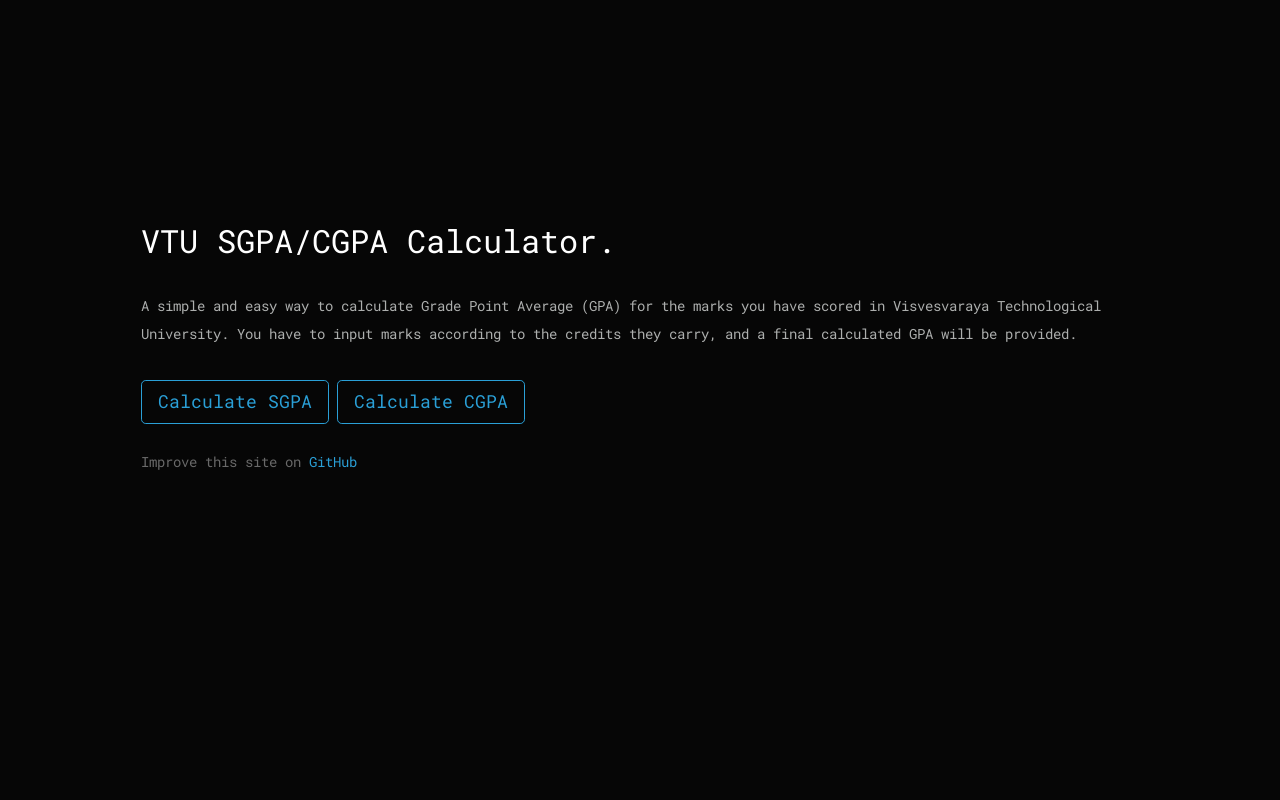 VTU SGPA/CGPA Calculator.
A simple and easy way to calculate Grade Point Average (GPA) for the marks you have scored in Visvesvaraya Technological
University. You have to input marks according to the credits they carry, and a final calculated GPA will be provided.
Calculate SGPA Calculate CGPA
Improve this site on GitHub